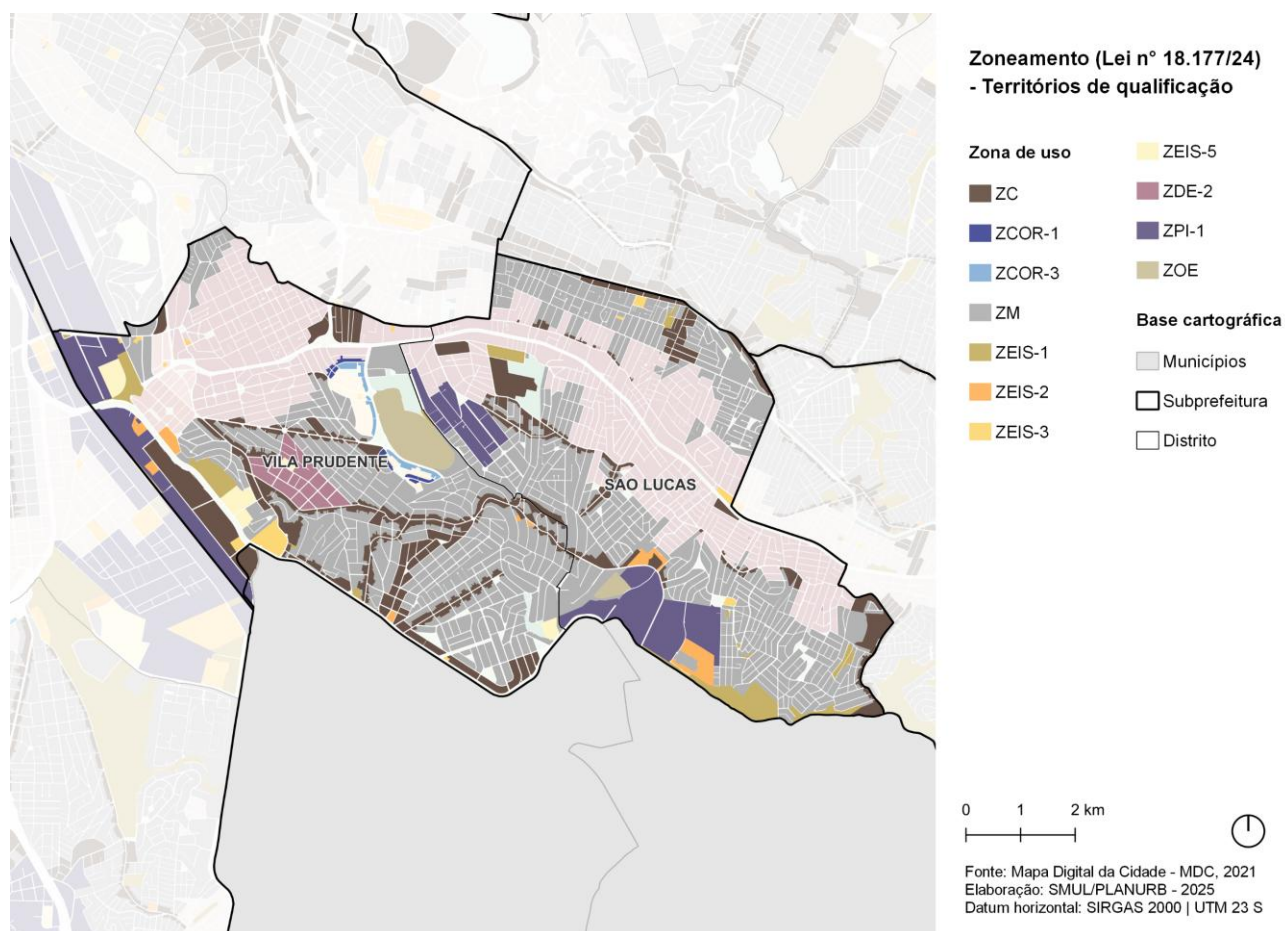 Zoneamento (Lei n° 18.177/24)
- Territórios de qualificação
Zona de uso
ZC
ZCOR-1
ZCOR-3
ZM
ZEIS-1
ZEIS-2
ZEIS-3
ZEIS-5
ZDE-2
ZPI-1
ZOE
Base cartográfica
Municípios
Subprefeitura
Distrito
VILA PRUDENTE
SAO LUCAS
0 1 2 km
Fonte: Mapa Digital da Cidade - MDC, 2021
Elaboração: SMUL/PLANURB - 2025
Datum horizontal: SIRGAS 2000 | UTM 23 S